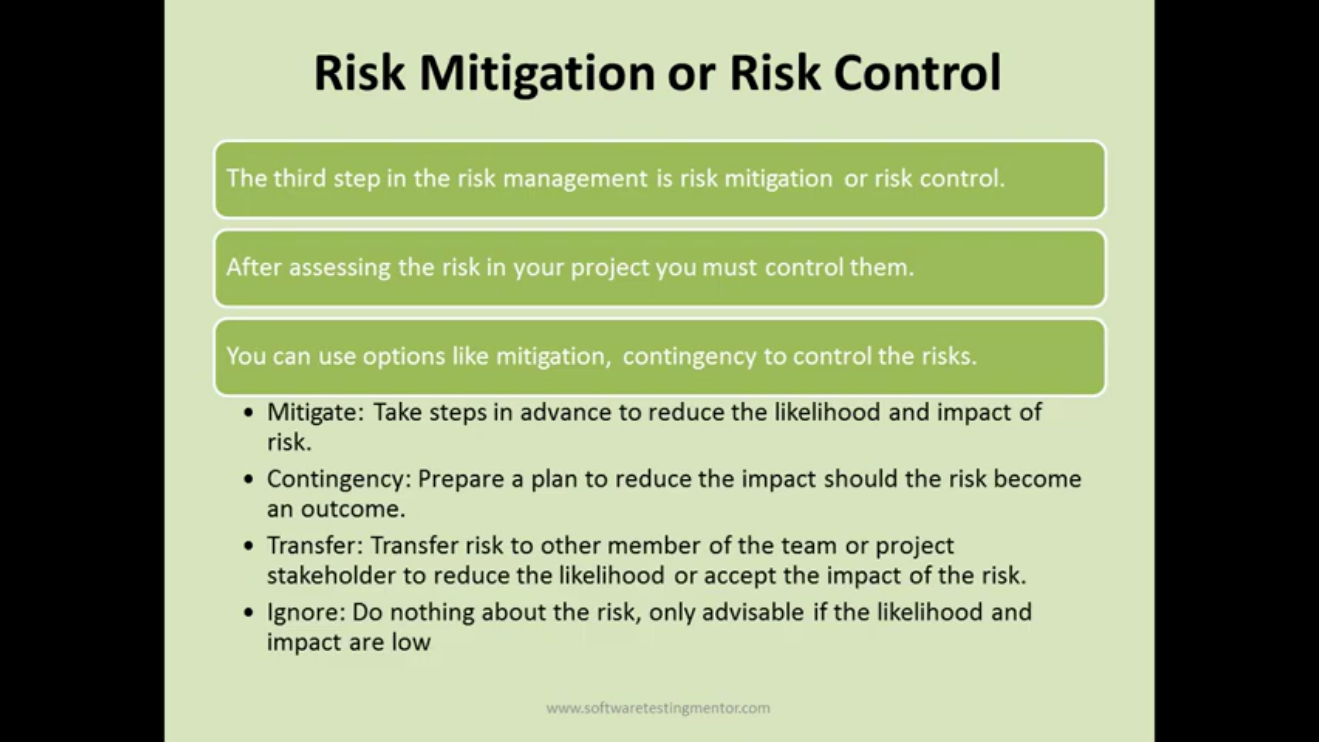 Risk Mitigation or Risk Control
The third step in the risk management is risk mitigation or risk control.
After assessing the risk in your project you must control them.
You can use options like mitigation, contingency to control the risks.
• Mitigate: Take steps in advance to reduce the likelihood and impact of
risk.
• Contingency: Prepare a plan to reduce the impact should the risk become
an outcome.
• Transfer: Transfer risk to other member of the team or project
stakeholder to reduce the likelihood or accept the impact of the risk.
• Ignore: Do nothing about the risk, only advisable if the likelihood and
impact are low
www.softwaretestingmentor.com